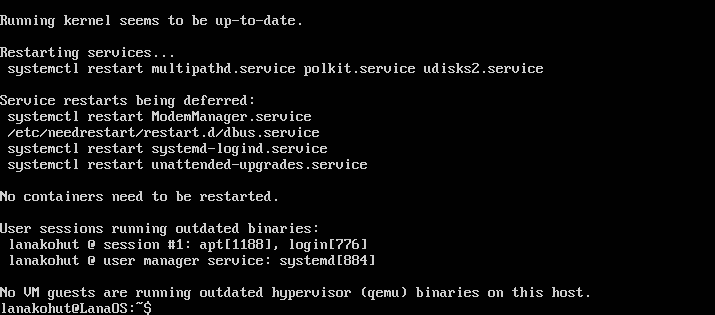 Running kernel seems to be up-to-date.
Restarting services...
systemctl restart multipathd.service polkit.service udisks2.service
Service restarts being deferred:
systemctl restart ModemManager.service
/etc/needrestart/restart.d/dbus.service
systemctl restart systemd-logind.service
systemctl restart unattended-upgrades.service
No containers need to be restarted.
User sessions running outdated binaries:
lanakohut @ session #1: apt[1188], login[776]
lanakohut @ user manager service: systemd[884]
No VM guests are running outdated hypervisor (qemu) binaries on this host.
lanakohut@LanaOS:~$